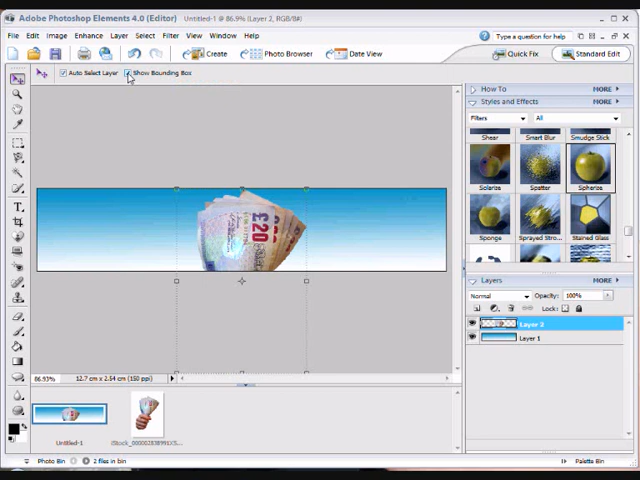 Adobe Photoshop Elements 4.0 (Editor)
Untitled-1 @ 86.9% (Layer 2, RGB/8)
File Edit Image Enhance Layer Select Filter View Window Help
Type a question for help
Create
Photo Browser
Date View
Quick Fix
Standard Edit
Auto Select Layer
Show Bounding Box
How To
MORE
Styles and Effects
MORE
Filters
All
Shear
Smart Blur
Smudge Stick
Solarize
Spatter
Spherize
Sponge
Sprayed Stro...
Stained Glass
£20
Layers
MORE
Normal
Opacity: 100%
Lock:
Layer 2
Layer 1
86.93%
12.7 cm x 2.54 cm (150 ppi)
Untitled-1
Photo Bin
2 files in bin
Palette Bin